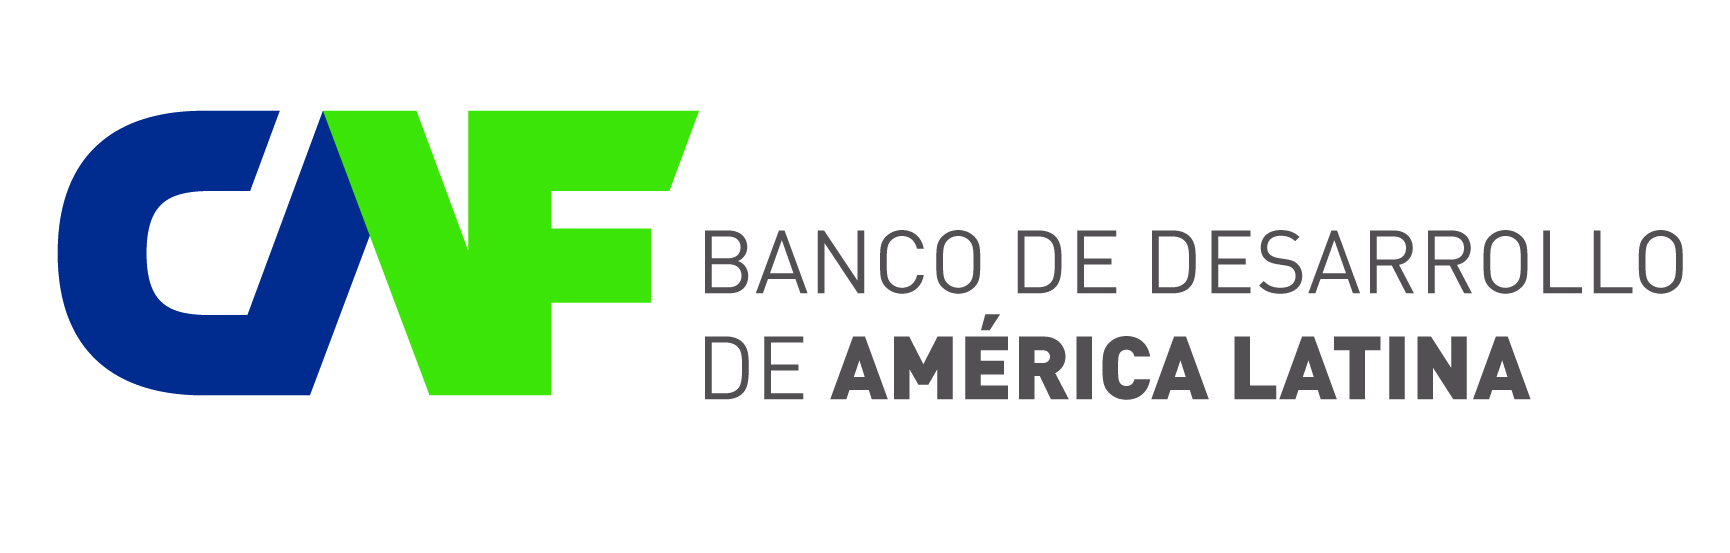 CAF
BANCO DE DESARROLLO
DE AMÉRICA LATINA